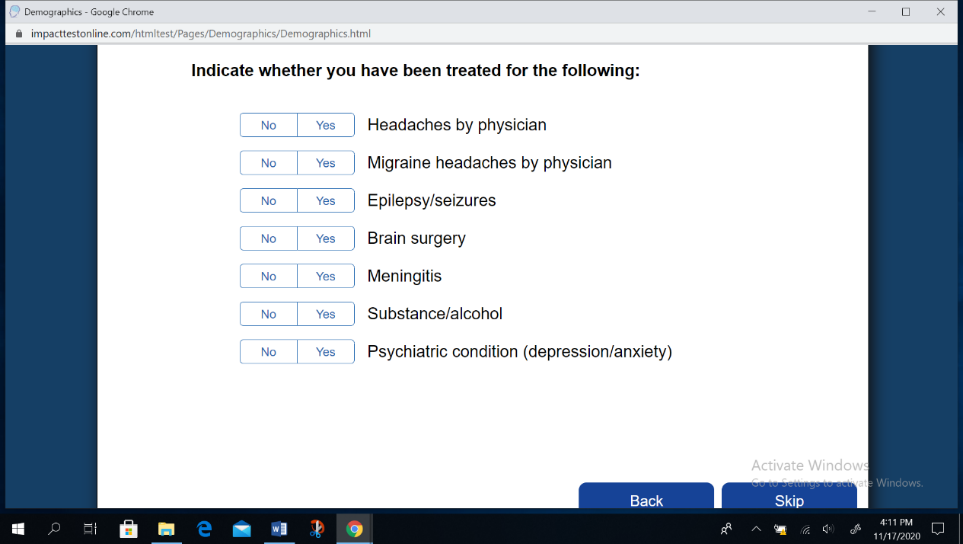 Demographics - Google Chrome
impacttestonline.com/htmltest/Pages/Demographics/Demographics.html
Indicate whether you have been treated for the following:
No Yes Headaches by physician
No Yes Migraine headaches by physician
No Yes Epilepsy/seizures
No Yes Brain surgery
No Yes Meningitis
No Yes Substance/alcohol
No Yes Psychiatric condition (depression/anxiety)
Activate Windows
Go to Settings to activate Windows.
Back Skip
4:11 PM
11/17/2020